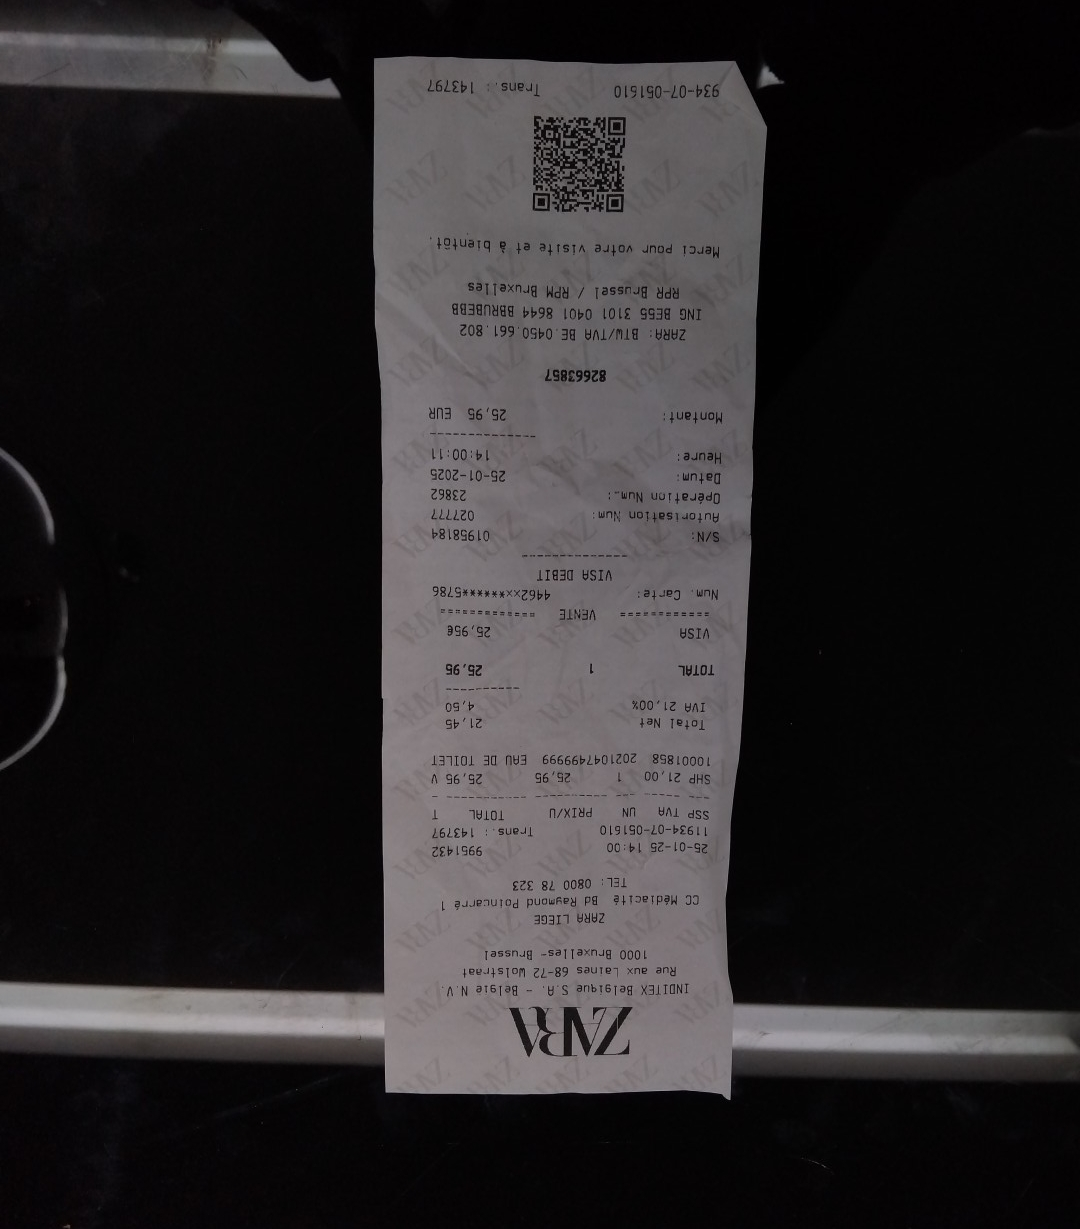 ZARA
INDITEX Belgique S.A. - Belgie N.V.
Rue aux Laines 68-72 Wolstraat
1000 Bruxelles- Brussel
ZARA LIEGE
CC Médiacité Bd Raymond Poincarré 1
TEL: 0800 78 323
25-01-25 14:00 9951432
11934-07-051510 Trans.: 143797
SSP TVA UN PRIX/U TOTAL T
SHP 21,00 1 25,95 25,95 V
10001858 20210474999999 EAU DE TOILET
Total Net 21,45
IVA 21,00% 4,50
TOTAL 1 25,95
VISA 25,95€
============ VENTE ============
Num. Carte: 4462xx******5786
VISA DEBIT
S/N: 01958184
Autorisation Num: 027777
Opération Num.: 23862
Datum: 25-01-2025
Heure: 14:00:11
Montant: 25,95 EUR
82663857
ZARA: BTW/TVA BE.0450.661.802
ING BE55 3101 0401 8644 BBRUBEBB
RPR Brussel / RPM Bruxelles
Merci pour votre visite et à bientôt.
934-07-051510 Trans.: 143797